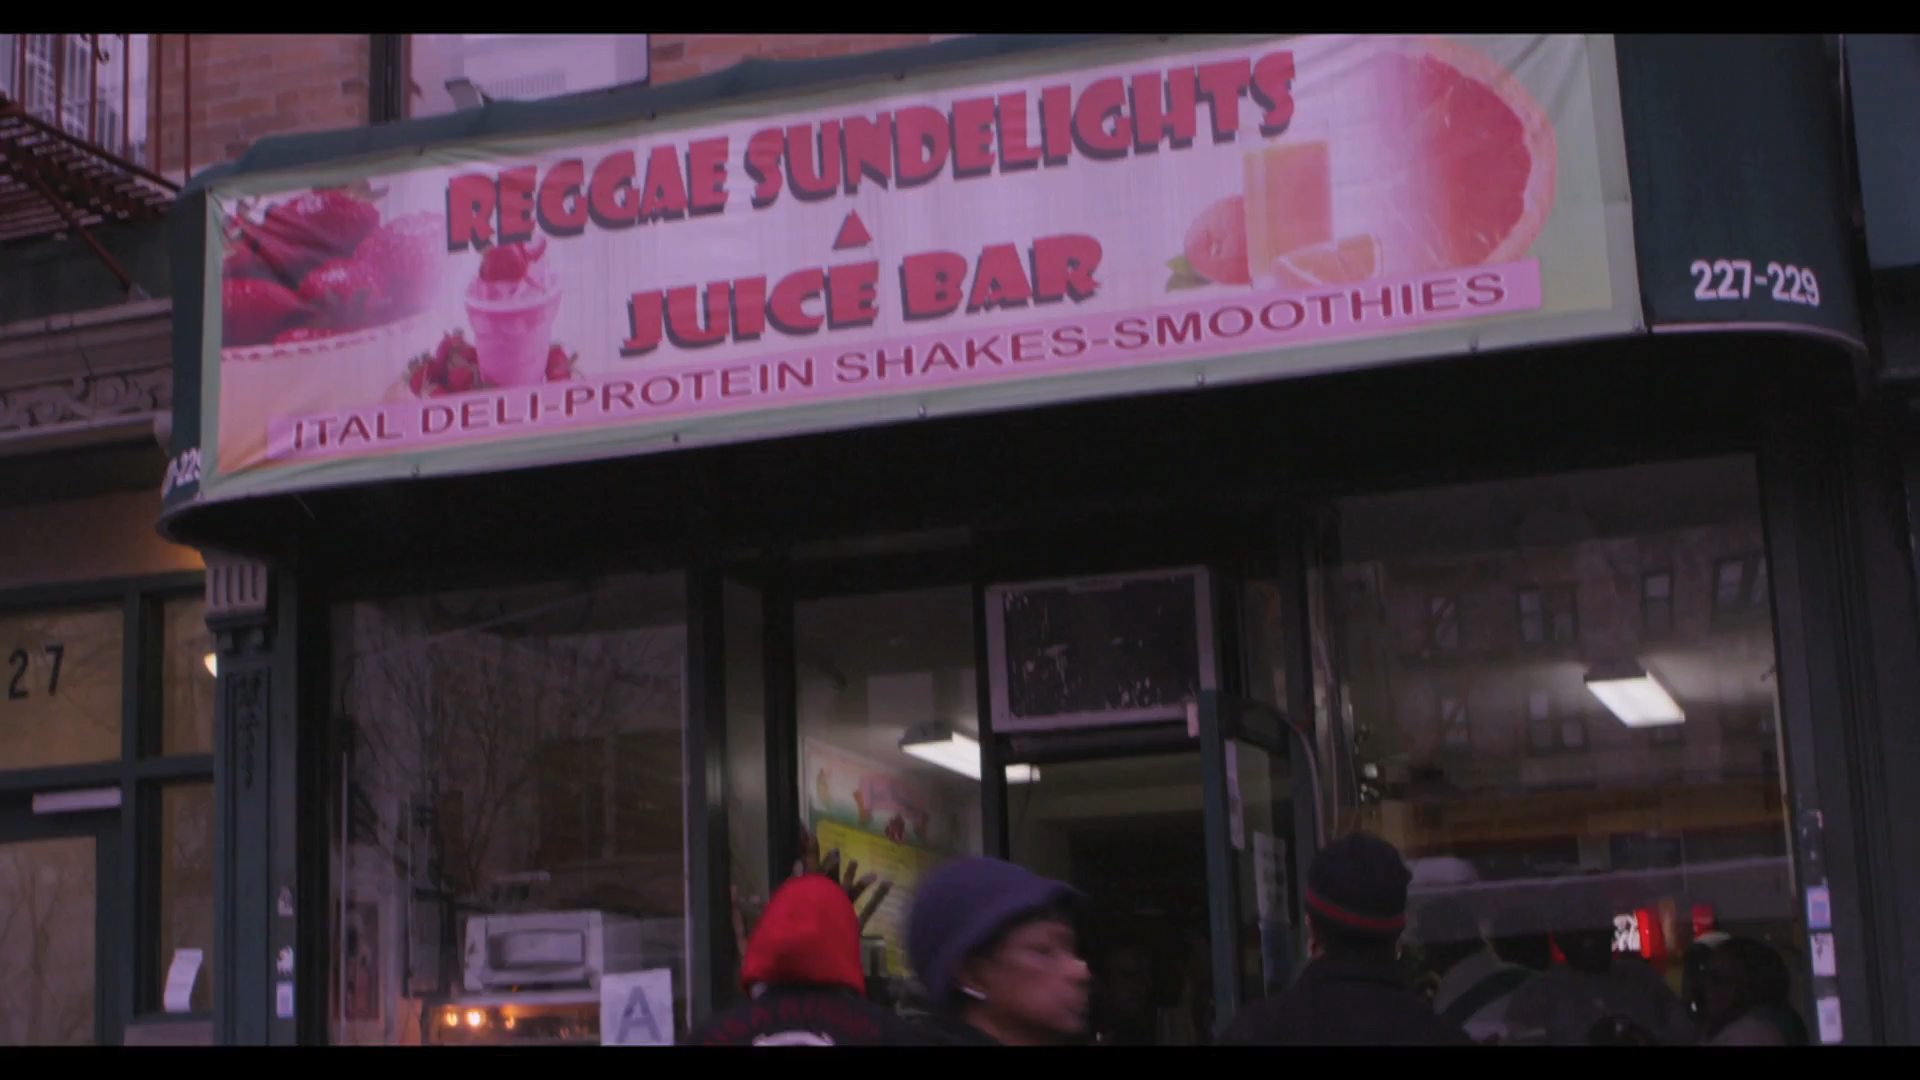 REGGAE SUNDELIGHTS
JUICE BAR
ITAL DELI-PROTEIN SHAKES-SMOOTHIES
227-229
27
A